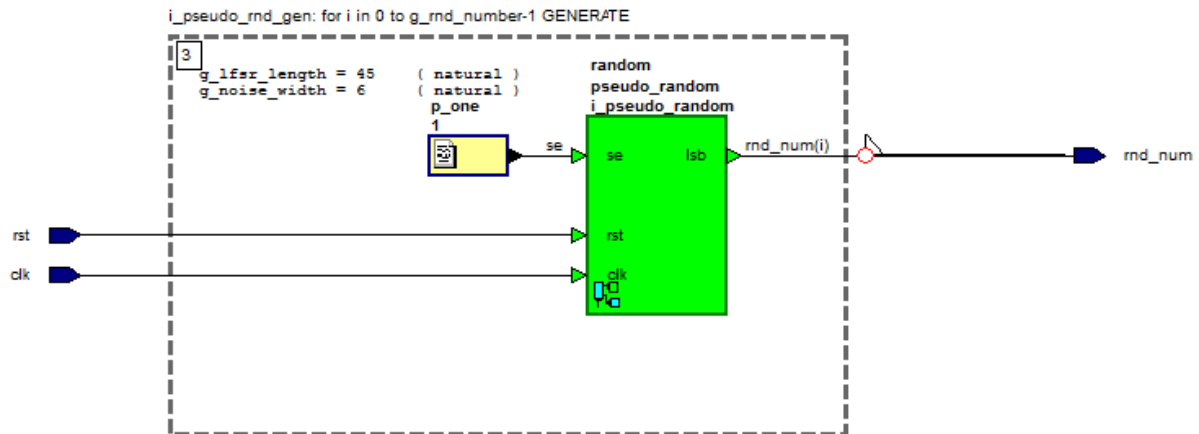 i_pseudo_rnd_gen: for i in 0 to g_rnd_number-1 GENERATE
3
g_lfsr_length = 45 ( natural )
g_noise_width = 6 ( natural )
random
pseudo_random
i_pseudo_random
p_one
1
se
se
lsb
rnd_num(i)
rnd_num
rst
rst
clk
clk